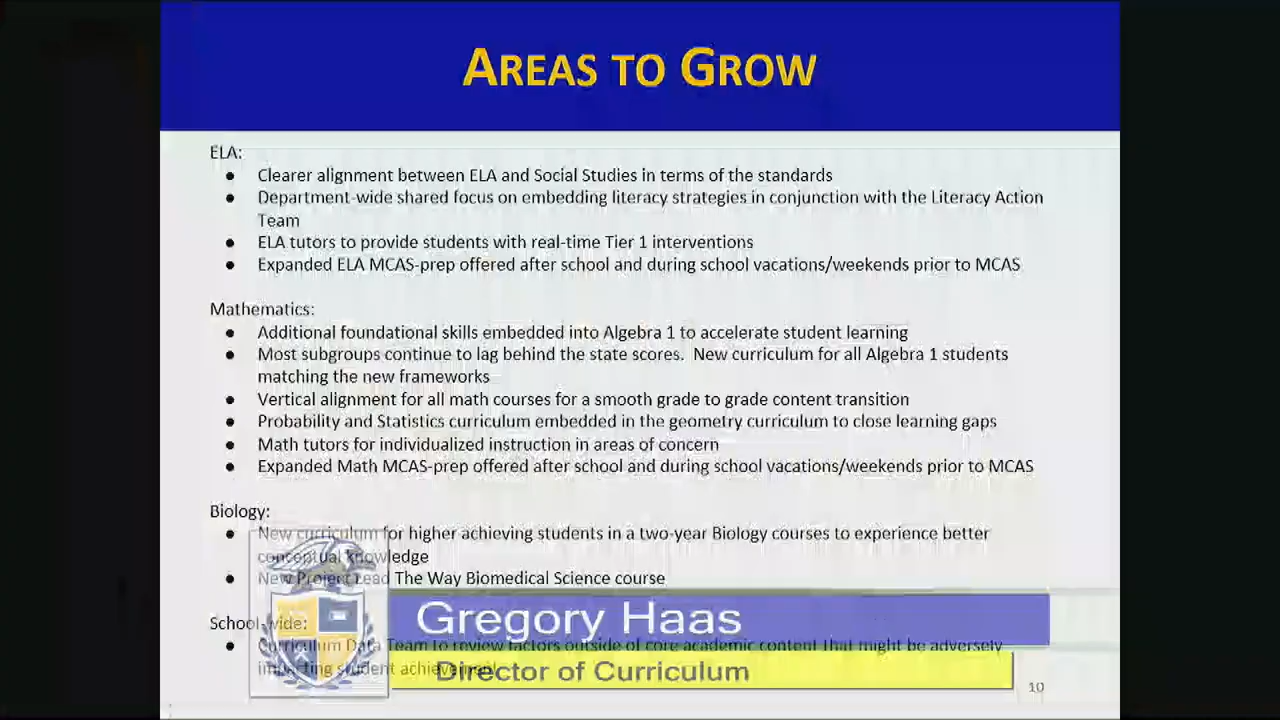 AREAS TO GROW
ELA:
● Clearer alignment between ELA and Social Studies in terms of the standards
● Department-wide shared focus on embedding literacy strategies in conjunction with the Literacy Action
Team
● ELA tutors to provide students with real-time Tier 1 interventions
● Expanded ELA MCAS-prep offered after school and during school vacations/weekends prior to MCAS
Mathematics:
● Additional foundational skills embedded into Algebra 1 to accelerate student learning
● Most subgroups continue to lag behind the state scores. New curriculum for all Algebra 1 students
matching the new frameworks
● Vertical alignment for all math courses for a smooth grade to grade content transition
● Probability and Statistics curriculum embedded in the geometry curriculum to close learning gaps
● Math tutors for individualized instruction in areas of concern
● Expanded Math MCAS-prep offered after school and during school vacations/weekends prior to MCAS
Biology:
● New curriculum for higher achieving students in a two-year Biology courses to experience better
conceptual knowledge
● New Project Lead The Way Biomedical Science course
School-wide:
● Curriculum Data Team to review factors outside of core academic content that might be adversely
impacting student achievement
Gregory Haas
Director of Curriculum
10